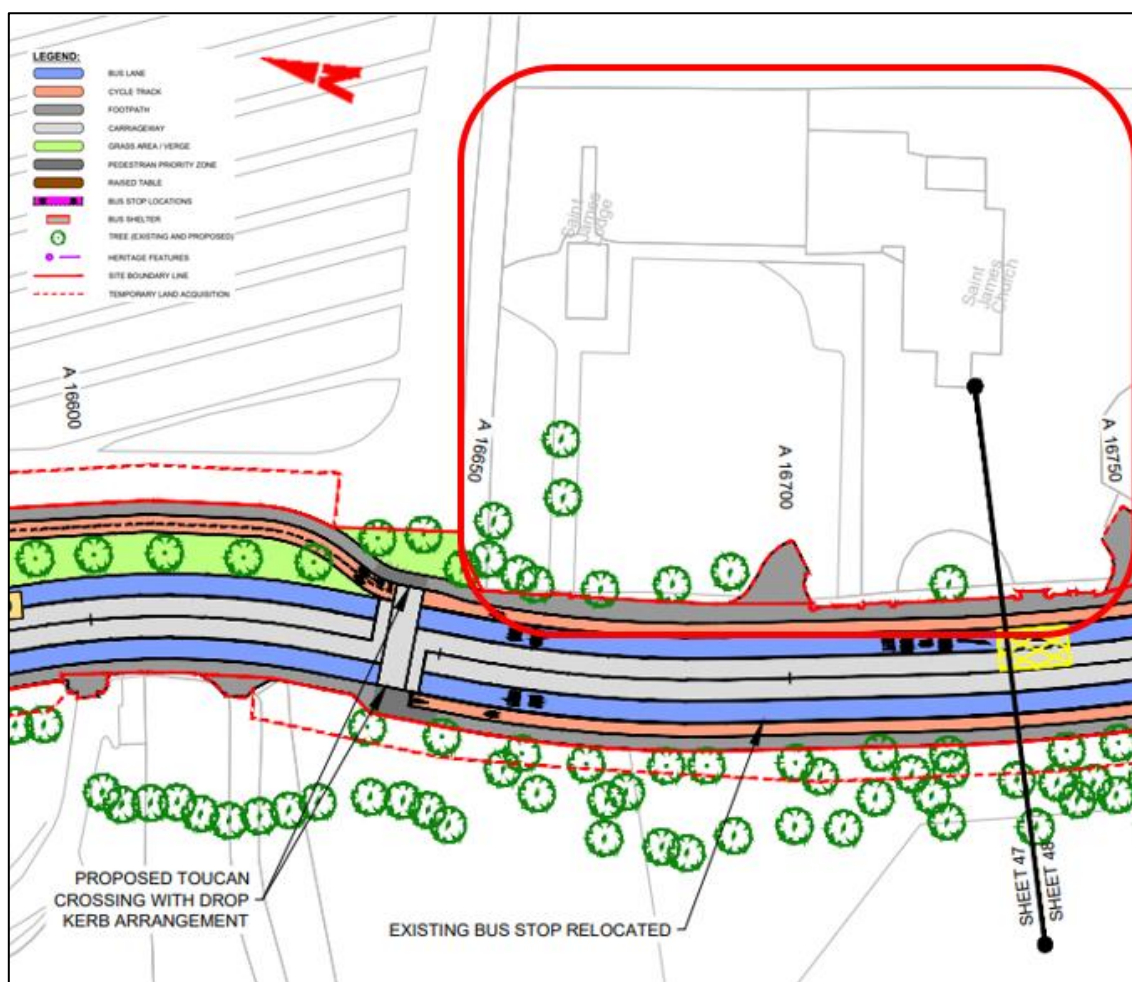 LEGEND:
BUS LANE
CYCLE TRACK
FOOTPATH
CARRIAGEWAY
GRASS AREA / VERGE
PEDESTRIAN PRIORITY ZONE
RAISED TABLE
BUS STOP LOCATIONS
BUS SHELTER
TREE (EXISTING AND PROPOSED)
HERITAGE FEATURES
SITE BOUNDARY LINE
TEMPORARY LAND ACQUISITION
N
Saint
James
Lodge
Saint
James
Church
A 16600
A 16650
A 16700
A 16750
PROPOSED TOUCAN
CROSSING WITH DROP
KERB ARRANGEMENT
EXISTING BUS STOP RELOCATED
SHEET 47
SHEET 48